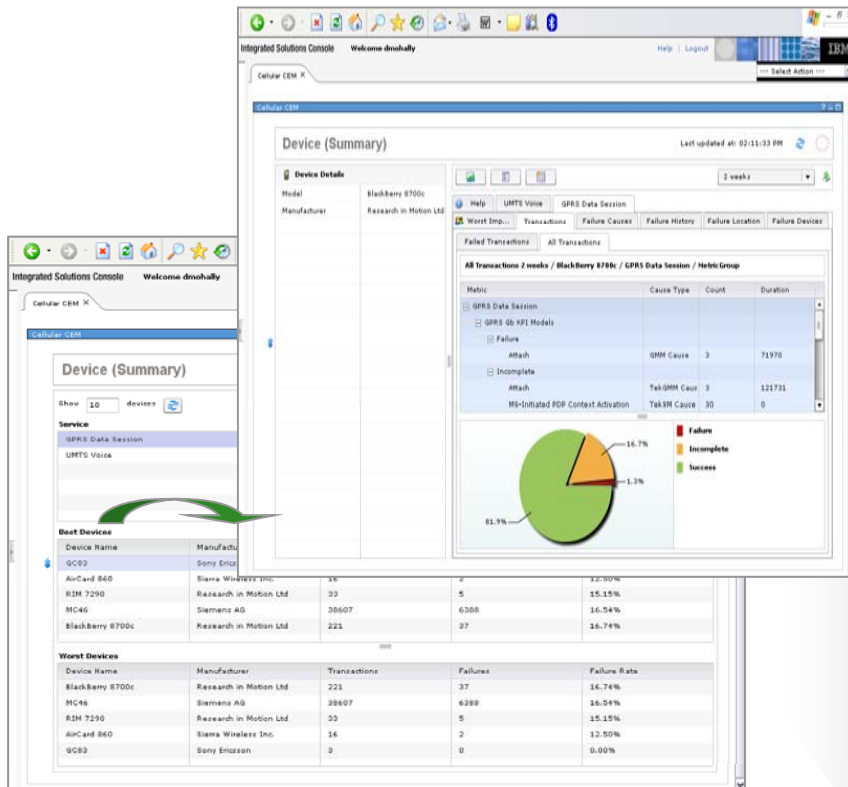 Integrated Solutions Console Welcome dmohally Help | Logout IBM
Cellular CEM X
--- Select Action ---
Cellular CEM
Device (Summary)
Last updated at: 02:11:33 PM
Device Details
Model BlackBerry 8700c
Manufacturer Research in Motion Ltd
2 weeks
Help UMTS Voice GPRS Data Session
Worst Imp... Transactions Failure Causes Failure History Failure Location Failure Devices
Failed Transactions All Transactions
All Transactions 2 weeks / BlackBerry 8700c / GPRS Data Session / MetricGroup
Metric Cause Type Count Duration
GPRS Data Session
GPRS Gb KPI Models
Failure
Attach GMM Cause 3 71970
Incomplete
Attach TekGMM Caus 3 121731
MS-Initiated PDP Context Activation TekSM Cause 30 0
Failure
Incomplete
Success
16.7%
1.3%
81.9%
Integrated Solutions Console Welcome dmohally
Cellular CEM X
Cellular CEM
Device (Summary)
Show 10 devices
Service
GPRS Data Session
UMTS Voice
Best Devices
Device Name Manufactu
GC83 Sony Ericss
AirCard 860 Sierra Wireless Inc. 16 2 12.50%
RIM 7290 Research in Motion Ltd 33 5 15.15%
MC46 Siemens AG 38607 6388 16.54%
BlackBerry 8700c Research in Motion Ltd 221 37 16.74%
Worst Devices
Device Name Manufacturer Transactions Failures Failure Rate
BlackBerry 8700c Research in Motion Ltd 221 37 16.74%
MC46 Siemens AG 38607 6388 16.54%
RIM 7290 Research in Motion Ltd 33 5 15.15%
AirCard 860 Sierra Wireless Inc. 16 2 12.50%
GC83 Sony Ericsson 3 0 0.00%